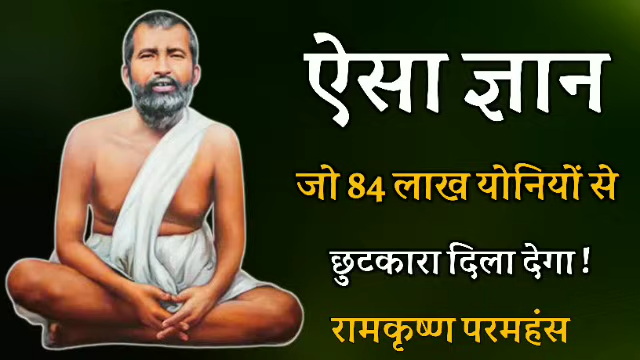 ऐसा ज्ञान
जो 84 लाख योनियों से
छुटकारा दिला देगा!
रामकृष्ण परमहंस